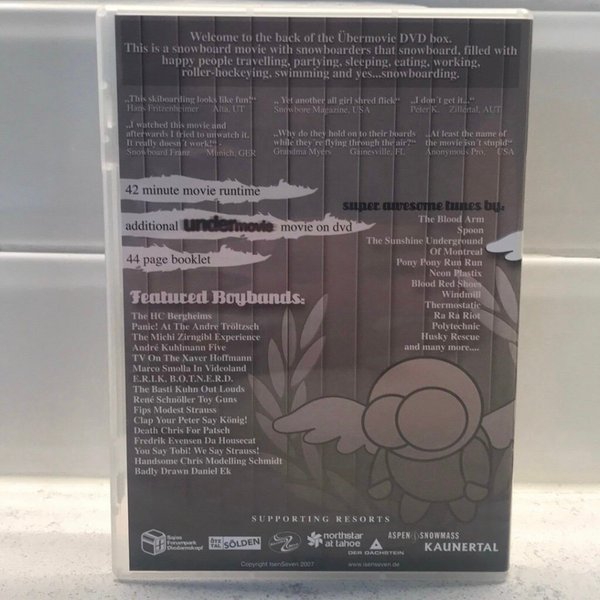 Welcome to the back of the Übermovie DVD box.
This is a snowboard movie with snowboarders that snowboard, filled with
happy people travelling, partying, sleeping, eating, working,
roller-hockeying, swimming and yes...snowboarding.
„This skiboarding looks like fun!“
Hans Fritzenheimer Alta, UT
„Yet another all girl shred flick“
Snowbore Magazine, USA
„I don't get it...“
Peter K. Zillertal, AUT
„I watched this movie and
afterwards I tried to unwatch it.
It really doesn't work!“
Snowboard Franz Munich, GER
„Why do they hold on to their boards
while they're flying through the air?“
Grandma Myers Gainesville, FL
„At least the name of
the movie isn't stupid“
Anonymous Pro, USA
42 minute movie runtime
additional undermovie movie on dvd
44 page booklet
super awesome tunes by:
The Blood Arm
Spoon
The Sunshine Underground
Of Montreal
Pony Pony Run Run
Neon Plastix
Blood Red Shoes
Windmill
Thermostatic
Ra Ra Riot
Polytechnic
Husky Rescue
and many more....
Featured Boybands:
The HC Bergheims
Panic! At The Andre Tröltzsch
The Michi Zirngibl Experience
André Kuhlmann Five
TV On The Xaver Hoffmann
Marco Smolla In Videoland
E.R.I.K. B.O.T.N.E.R.D.
The Basti Kuhn Out Louds
René Schnöller Toy Guns
Fips Modest Strauss
Clap Your Peter Say König!
Death Chris For Patsch
Fredrik Evensen Da Housecat
You Say Tobi! We Say Strauss!
Handsome Chris Modelling Schmidt
Badly Drawn Daniel Ek
SUPPORTING RESORTS
ÖTZTAL SÖLDEN
northstar
at tahoe
DER DACHSTEIN
ASPEN SNOWMASS
KAUNERTAL
Copyright IsenSeven 2007
www.isenseven.de